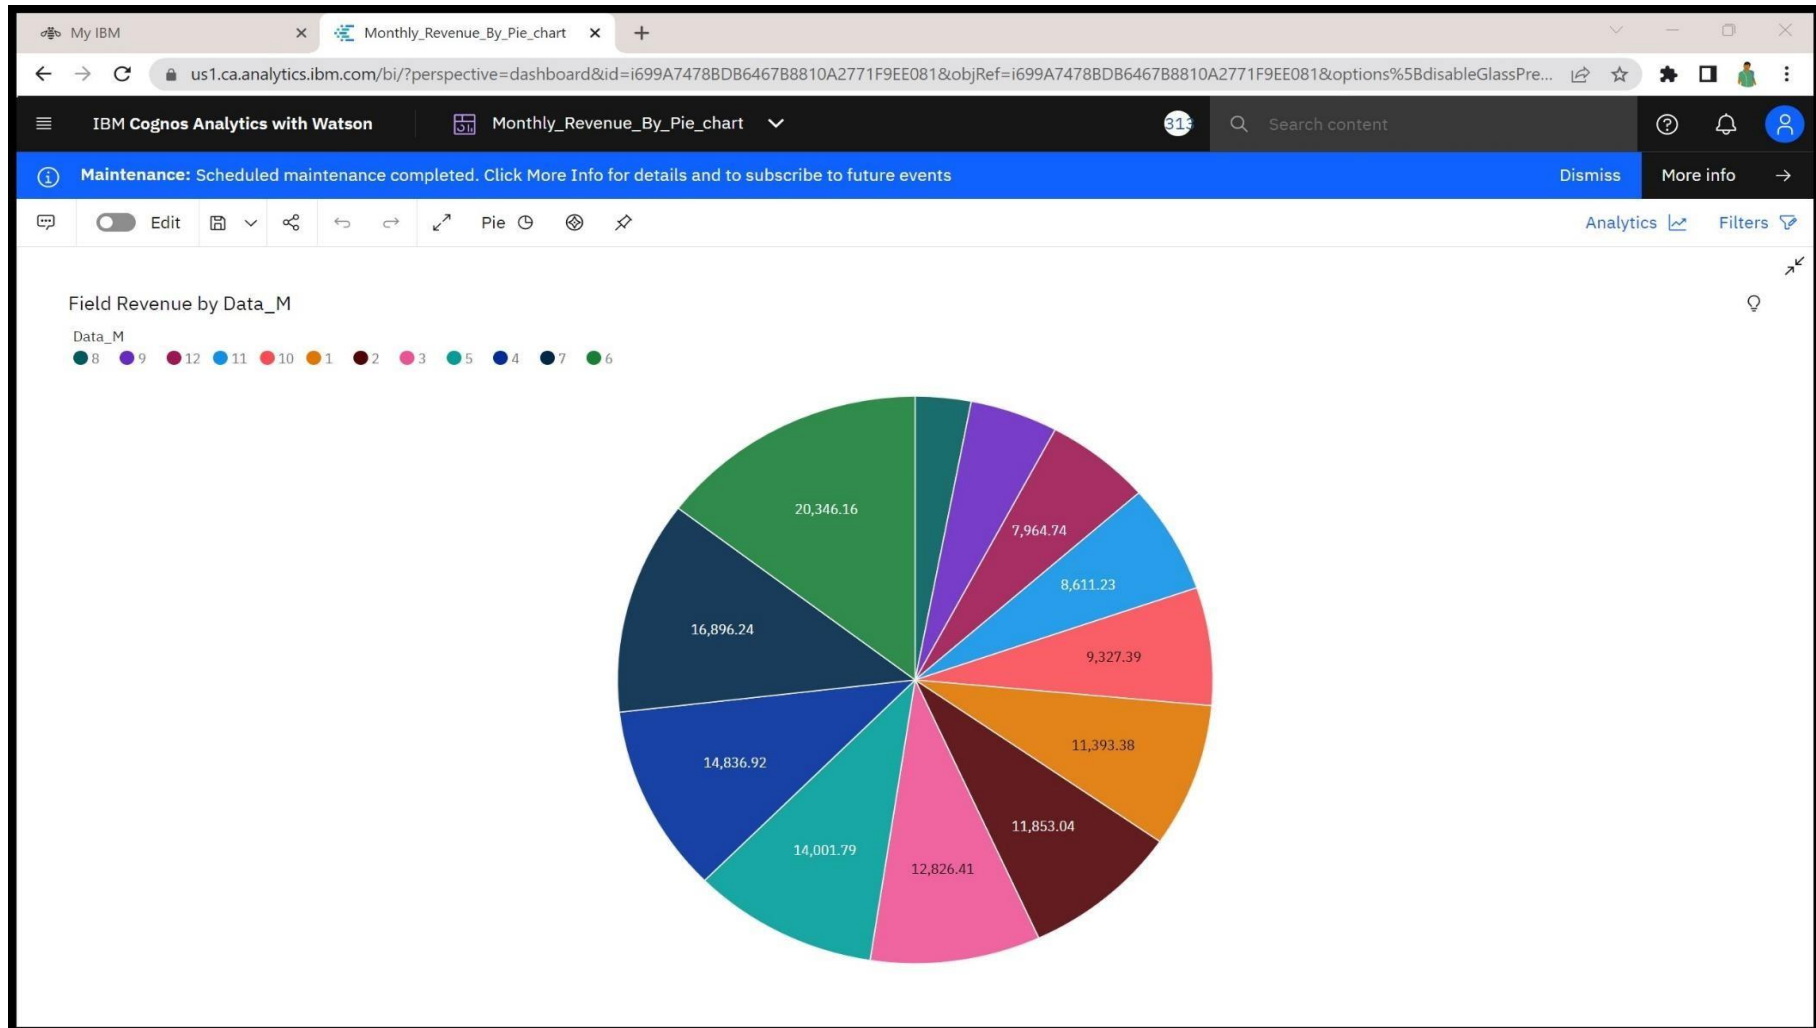 My IBM
Monthly_Revenue_By_Pie_chart
us1.ca.analytics.ibm.com/bi/?perspective=dashboard&id=i699A7478BDB6467B8810A2771F9EE081&objRef=i699A7478BDB6467B8810A2771F9EE081&options%5BdisableGlassPre...
IBM Cognos Analytics with Watson
Monthly_Revenue_By_Pie_chart
313
Search content
Maintenance: Scheduled maintenance completed. Click More Info for details and to subscribe to future events
Dismiss
More info
Edit
Pie
Analytics
Filters
Field Revenue by Data_M
Data_M
8 9 12 11 10 1 2 3 5 4 7 6
20,346.16
7,964.74
8,611.23
16,896.24
9,327.39
11,393.38
14,836.92
11,853.04
14,001.79
12,826.41